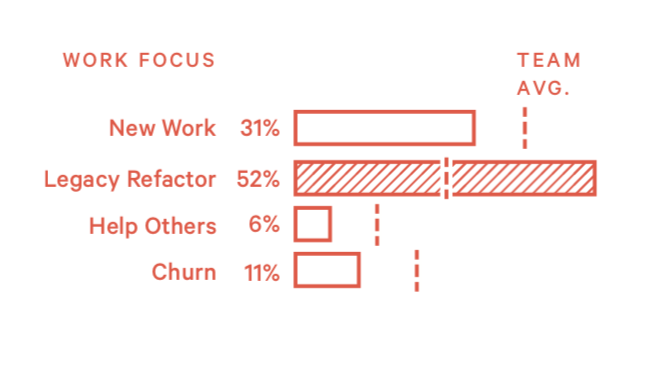 WORK FOCUS
TEAM
AVG.
New Work 31%
Legacy Refactor 52%
Help Others 6%
Churn 11%